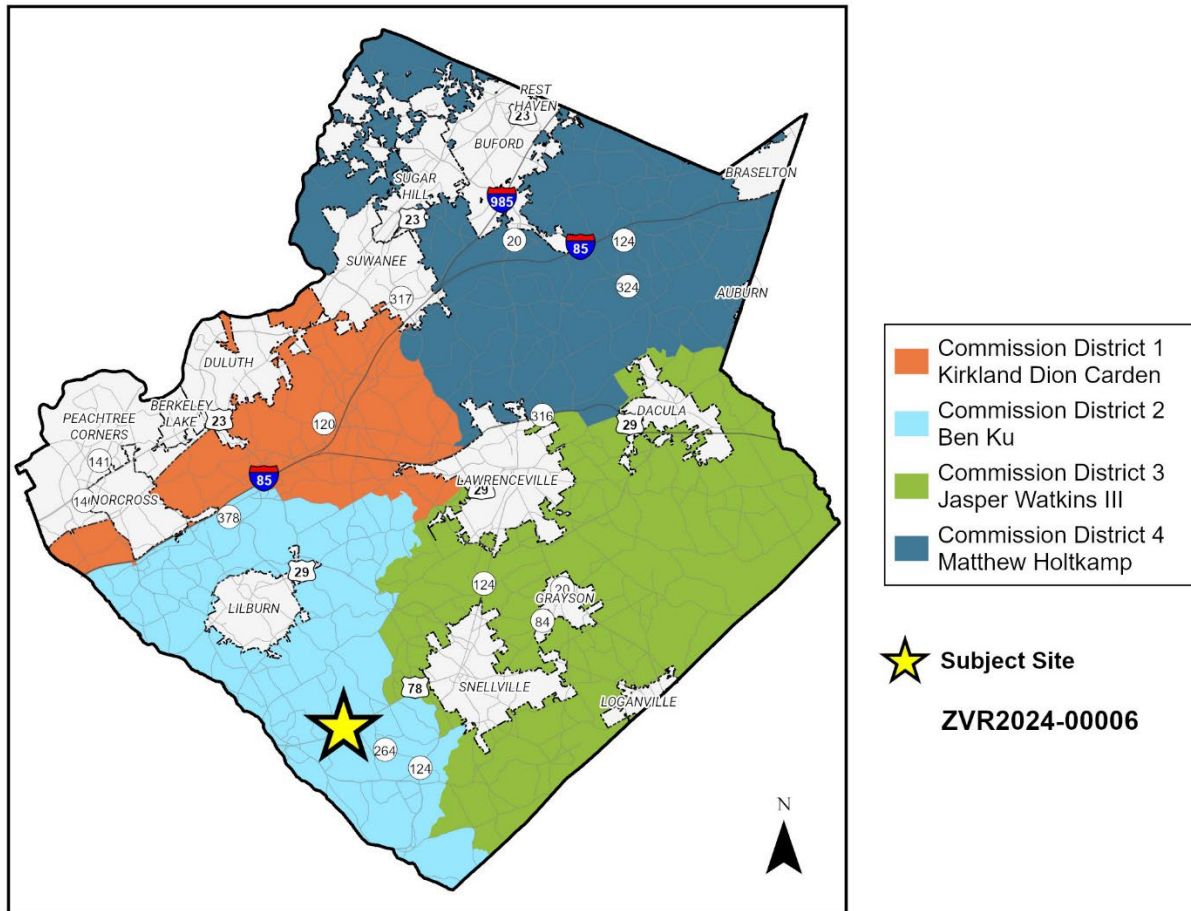 REST
HAVEN
23
BUFORD
BRASELTON
SUGAR
HILL
985
23
20
85
124
SUWANEE
324
317
AUBURN
DULUTH
PEACHTREE
CORNERS
BERKELEY
LAKE
23
120
316
DACULA
29
141
85
LAWRENCEVILLE
29
14
NORCROSS
378
29
LILBURN
124
20
GRAYSON
84
78
SNELLVILLE
LOGANVILLE
264
124
N
Commission District 1
Kirkland Dion Carden
Commission District 2
Ben Ku
Commission District 3
Jasper Watkins III
Commission District 4
Matthew Holtkamp
Subject Site
ZVR2024-00006